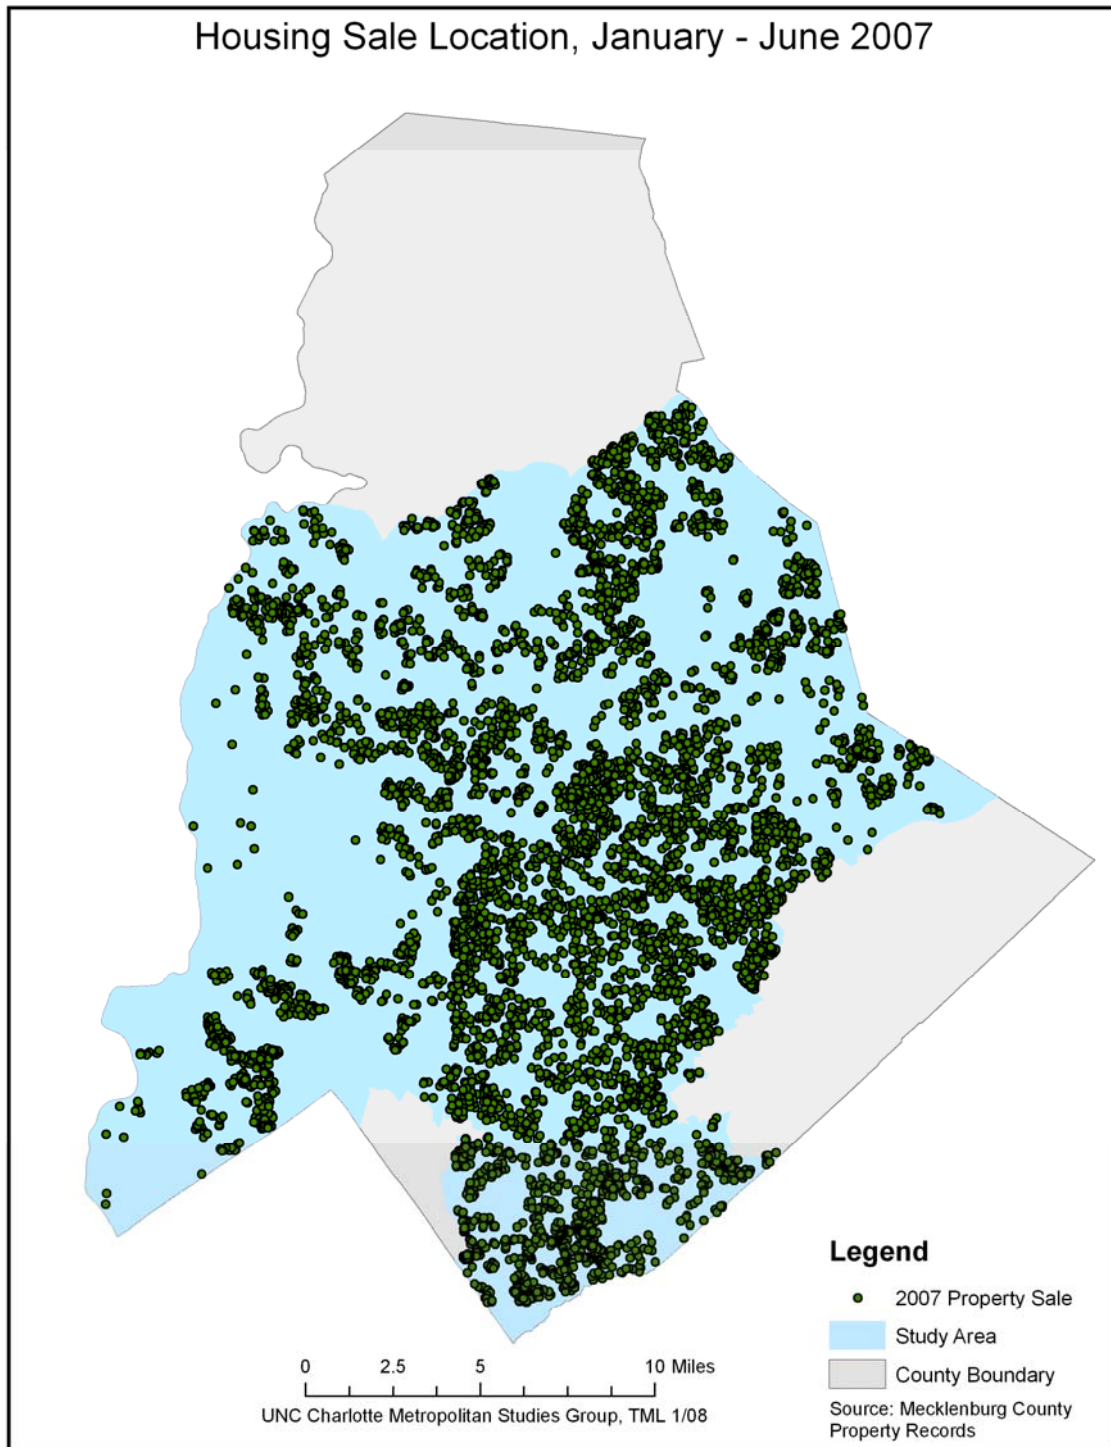 Housing Sale Location, January - June 2007
Legend
2007 Property Sale
Study Area
County Boundary
Source: Mecklenburg County
Property Records
0 2.5 5 10 Miles
UNC Charlotte Metropolitan Studies Group, TML 1/08